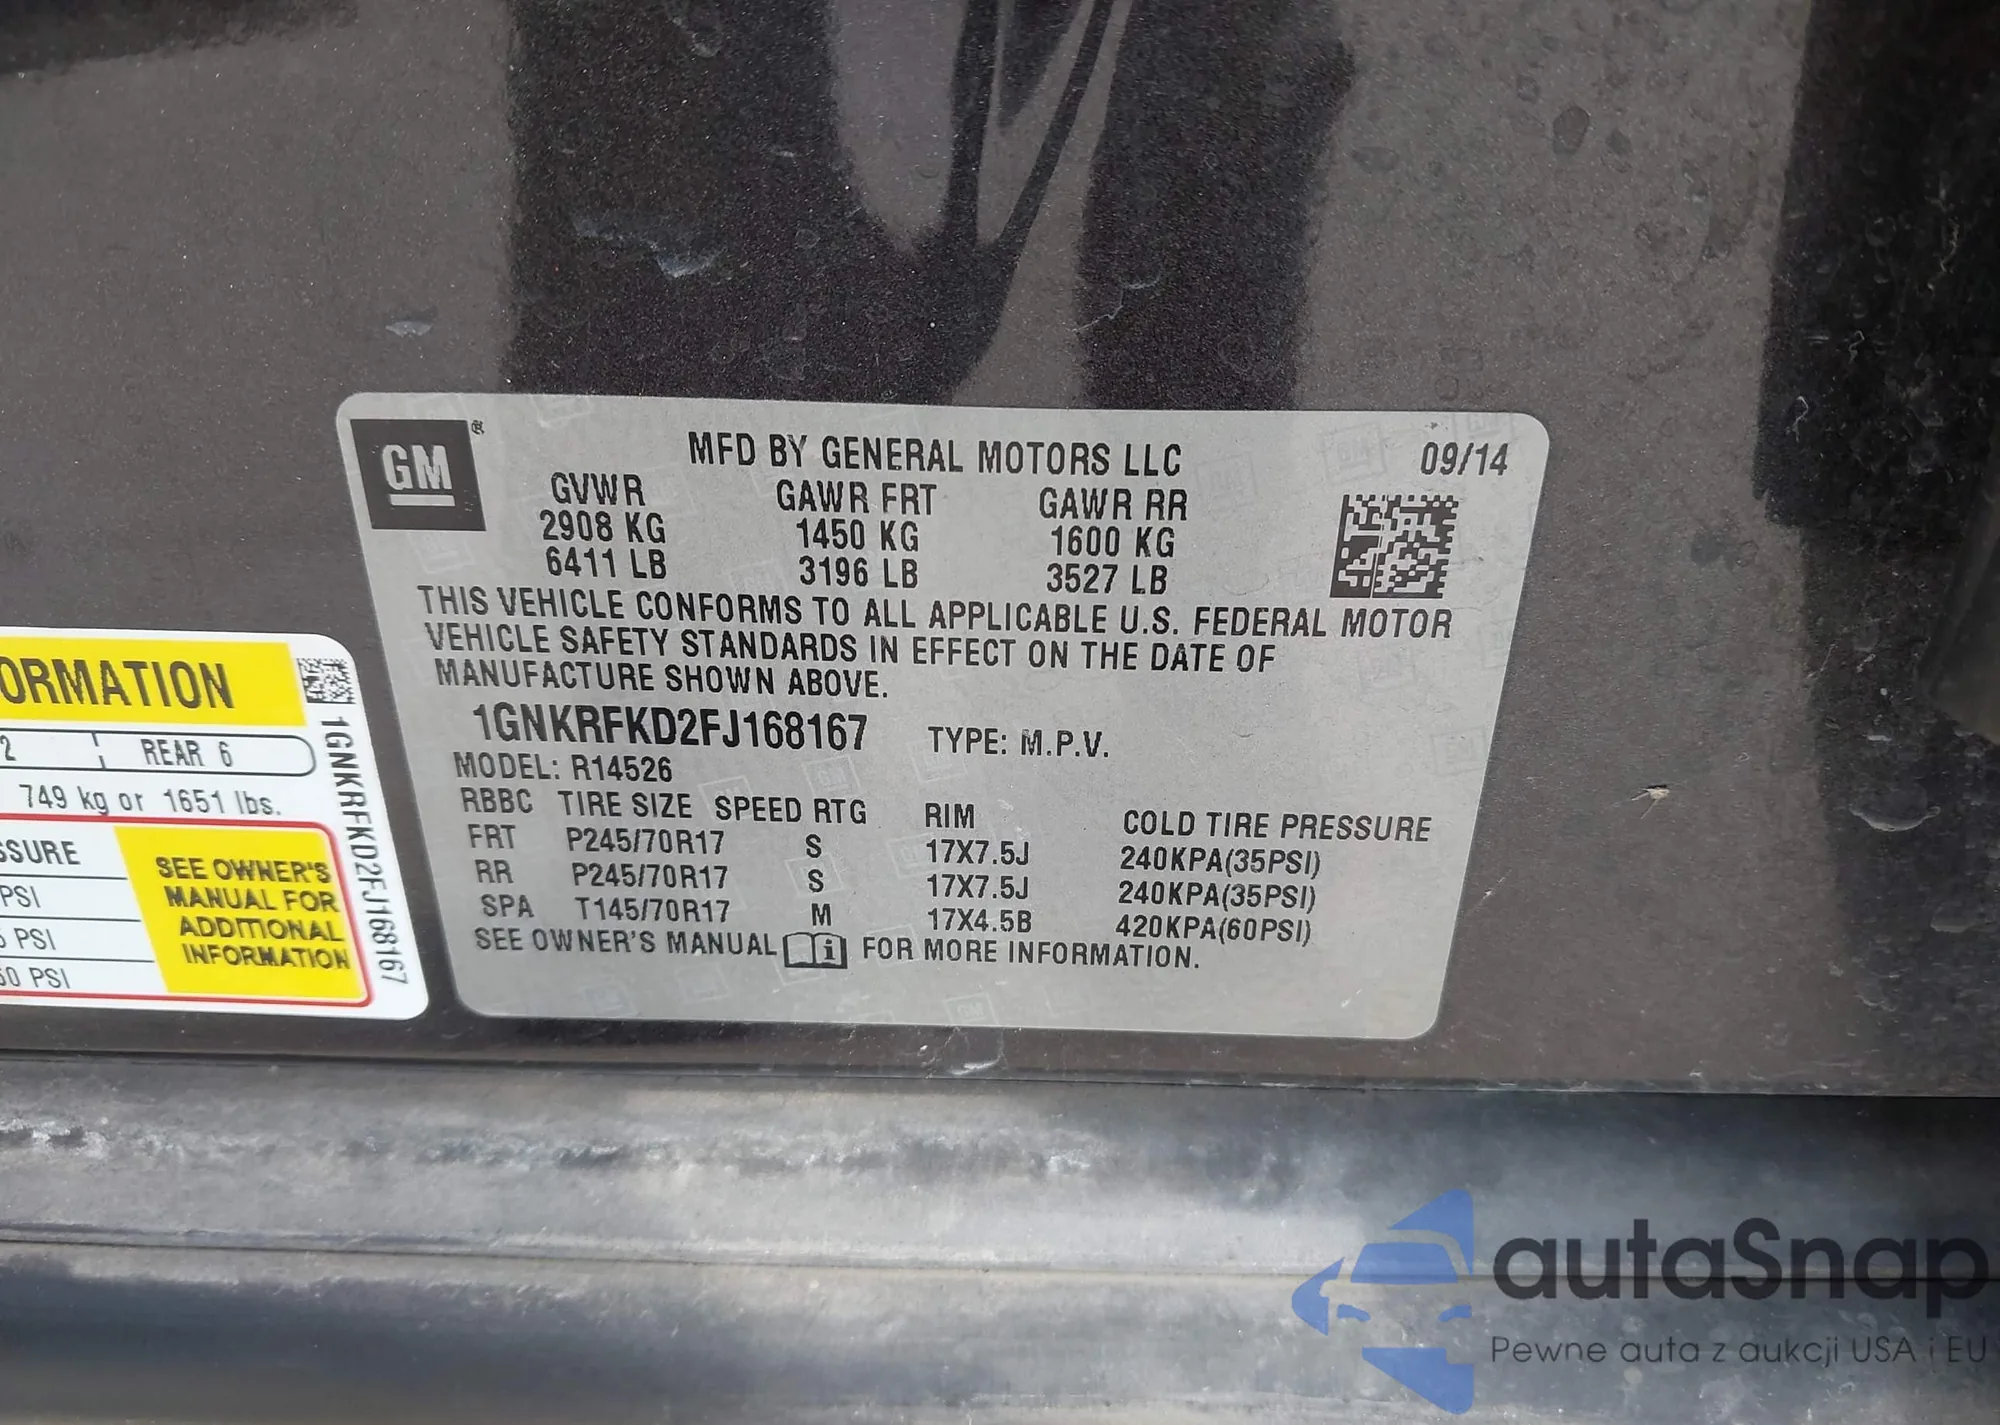 GM ®
MFD BY GENERAL MOTORS LLC 09/14
GVWR GAWR FRT GAWR RR
2908 KG 1450 KG 1600 KG
6411 LB 3196 LB 3527 LB
THIS VEHICLE CONFORMS TO ALL APPLICABLE U.S. FEDERAL MOTOR
VEHICLE SAFETY STANDARDS IN EFFECT ON THE DATE OF
MANUFACTURE SHOWN ABOVE.
1GNKRFKD2FJ168167 TYPE: M.P.V.
MODEL: R14526
RBBC TIRE SIZE SPEED RTG RIM COLD TIRE PRESSURE
FRT P245/70R17 S 17X7.5J 240KPA(35PSI)
RR P245/70R17 S 17X7.5J 240KPA(35PSI)
SPA T145/70R17 M 17X4.5B 420KPA(60PSI)
SEE OWNER'S MANUAL i FOR MORE INFORMATION.
ORMATION
2 REAR 6
749 kg or 1651 lbs.
SSURE
PSI
5 PSI
60 PSI
SEE OWNER'S
MANUAL FOR
ADDITIONAL
INFORMATION
1GNKRFKD2FJ168167
autaSnap
Pewne auta z aukcji USA i EU